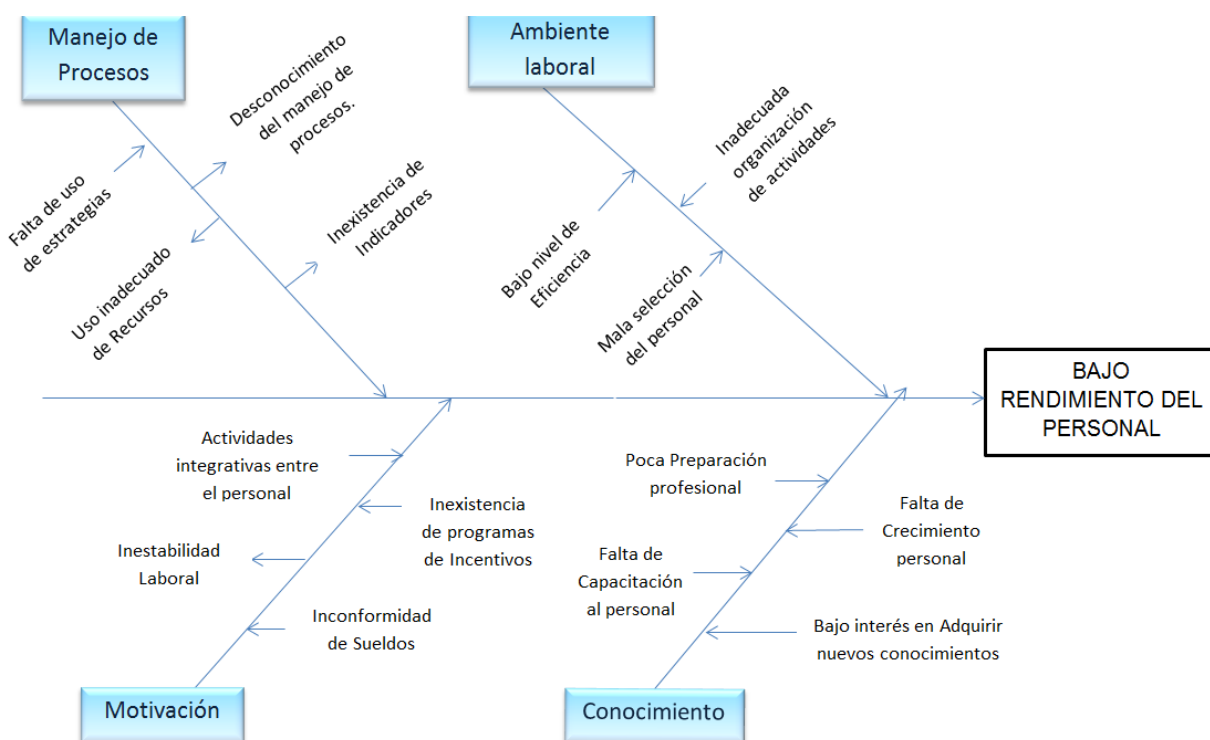 Manejo de
Procesos
Desconocimiento
del manejo de
procesos.
Falta de uso
de estrategias
Uso inadecuado
de Recursos
Inexistencia de
Indicadores
Ambiente
laboral
Inadecuada
organización
de actividades
Bajo nivel de
Eficiencia
Mala selección
del personal
BAJO
RENDIMIENTO DEL
PERSONAL
Actividades
integrativas entre
el personal
Inexistencia
de programas
de Incentivos
Inestabilidad
Laboral
Inconformidad
de Sueldos
Motivación
Poca Preparación
profesional
Falta de
Crecimiento
personal
Falta de
Capacitación
al personal
Bajo interés en Adquirir
nuevos conocimientos
Conocimiento